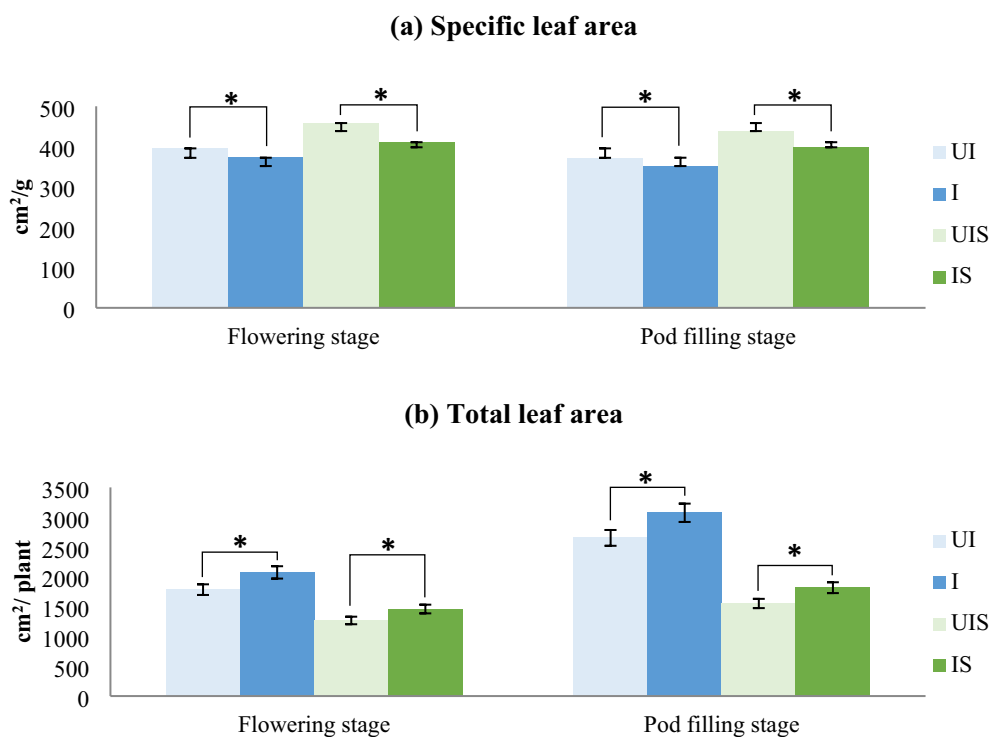 (a) Specific leaf area
500
400
300
200
100
0
cm²/g
* * * *
Flowering stage
Pod filling stage
UI
I
UIS
IS
(b) Total leaf area
3500
3000
2500
2000
1500
1000
500
0
cm²/ plant
* * * *
Flowering stage
Pod filling stage
UI
I
UIS
IS